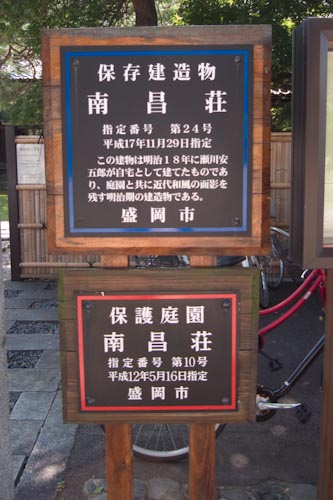 保存建造物
南昌荘
指定番号 第24号
平成17年11月29日指定
この建物は明治18年に瀬川安
五郎が自宅として建てたものであ
り、庭園と共に近代和風の面影を
残す明治期の建造物である。
盛岡市
保護庭園
南昌荘
指定番号 第10号
平成12年5月16日指定
盛岡市